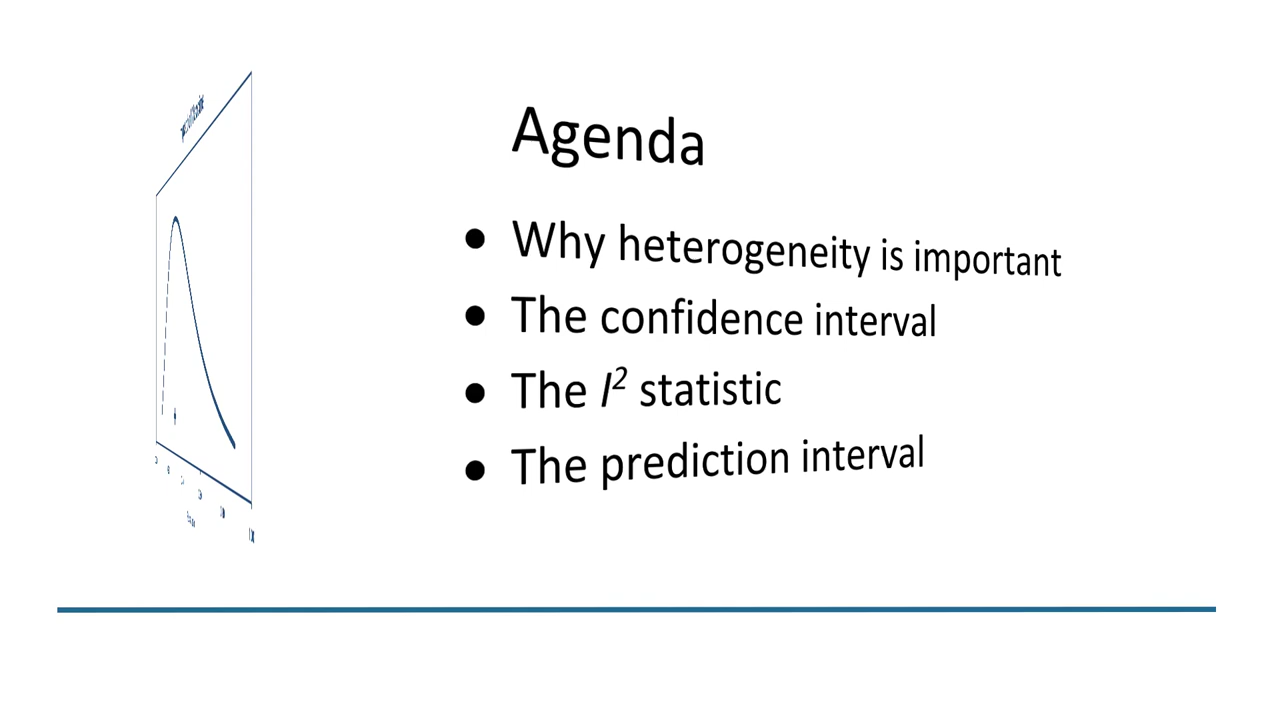 Agenda
• Why heterogeneity is important
• The confidence interval
• The I² statistic
• The prediction interval